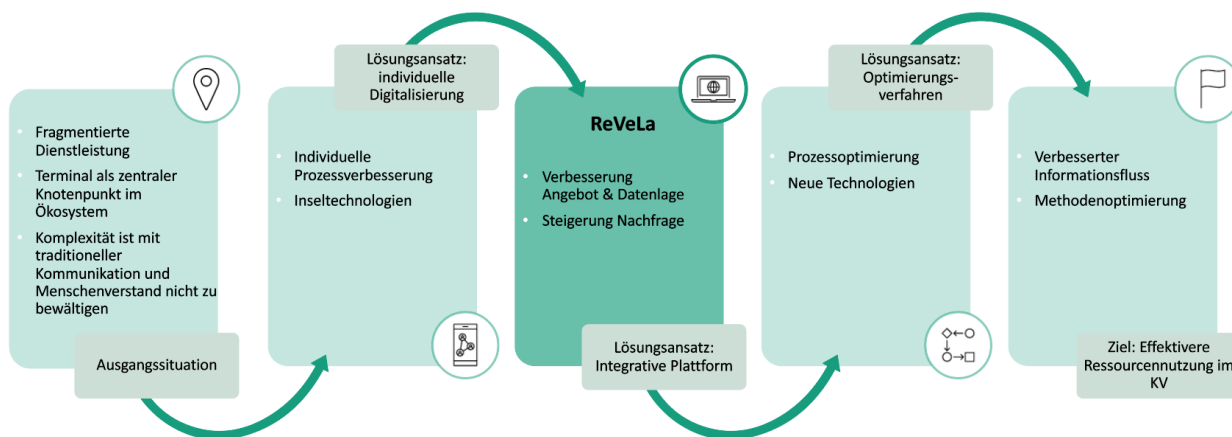 Fragmentierte
Dienstleistung
Terminal als zentraler
Knotenpunkt im
Ökosystem
Komplexität ist mit
traditioneller
Kommunikation und
Menschenverstand nicht zu
bewältigen
Ausgangssituation
Lösungsansatz:
individuelle
Digitalisierung
Individuelle
Prozessverbesserung
Inseltechnologien
ReVeLa
Verbesserung
Angebot & Datenlage
Steigerung Nachfrage
Lösungsansatz:
Integrative Plattform
Lösungsansatz:
Optimierungs-
verfahren
Prozessoptimierung
Neue Technologien
Verbesserter
Informationsfluss
Methodenoptimierung
Ziel: Effektivere
Ressourcennutzung im
KV